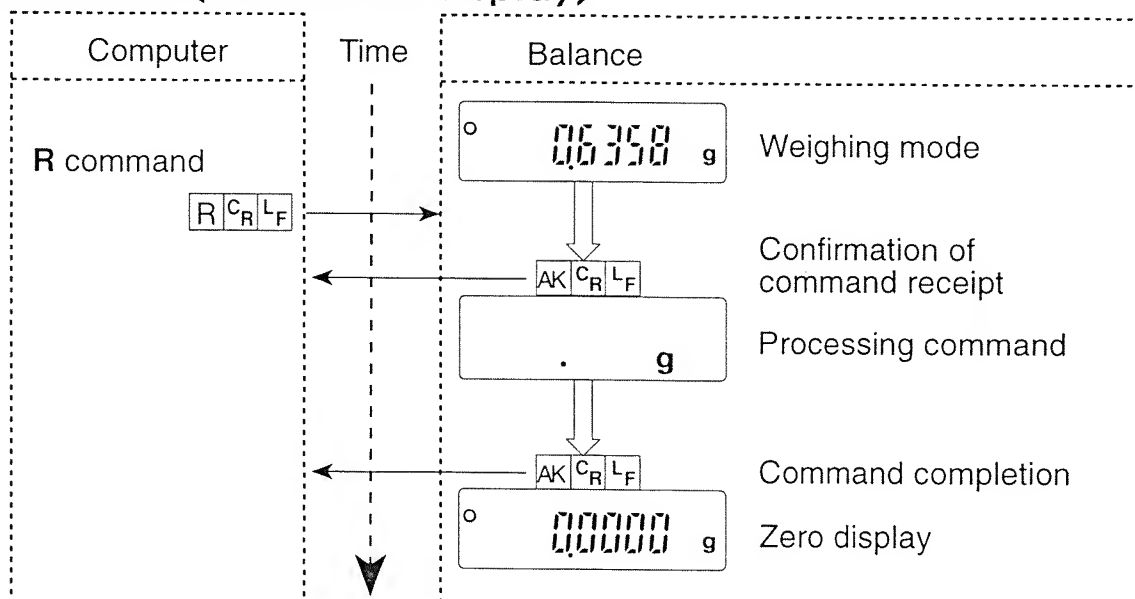 Computer
Time
Balance
0.6358 g
Weighing mode
R command
R CR LF
Confirmation of
command receipt
AK CR LF
. g
Processing command
AK CR LF
Command completion
0.0000 g
Zero display